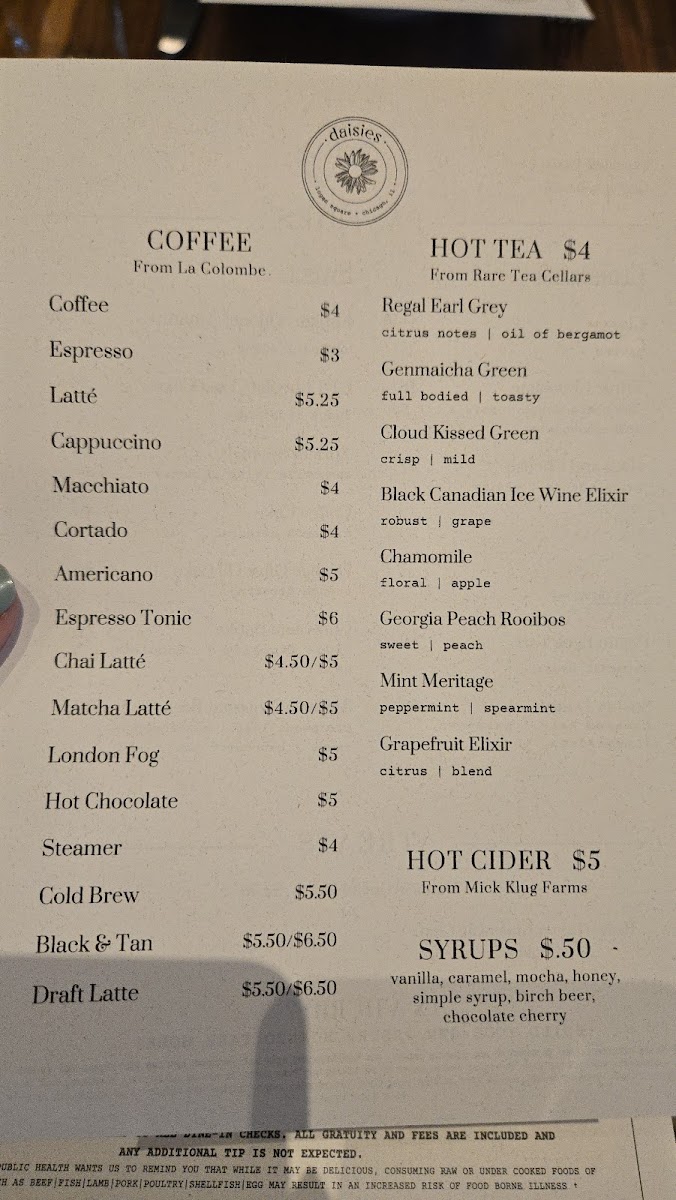 daisies
logan square • chicago, il
COFFEE
From La Colombe.
Coffee $4
Espresso $3
Latté $5.25
Cappuccino $5.25
Macchiato $4
Cortado $4
Americano $5
Espresso Tonic $6
Chai Latté $4.50/$5
Matcha Latté $4.50/$5
London Fog $5
Hot Chocolate $5
Steamer $4
Cold Brew $5.50
Black & Tan $5.50/$6.50
Draft Latte $5.50/$6.50
HOT TEA $4
From Rare Tea Cellars
Regal Earl Grey
citrus notes | oil of bergamot
Genmaicha Green
full bodied | toasty
Cloud Kissed Green
crisp | mild
Black Canadian Ice Wine Elixir
robust | grape
Chamomile
floral | apple
Georgia Peach Rooibos
sweet | peach
Mint Meritage
peppermint | spearmint
Grapefruit Elixir
citrus | blend
HOT CIDER $5
From Mick Klug Farms
SYRUPS $.50
vanilla, caramel, mocha, honey,
simple syrup, birch beer,
chocolate cherry
DINE-IN CHECKS. ALL GRATUITY AND FEES ARE INCLUDED AND
ANY ADDITIONAL TIP IS NOT EXPECTED.
PUBLIC HEALTH WANTS US TO REMIND YOU THAT WHILE IT MAY BE DELICIOUS, CONSUMING RAW OR UNDER COOKED FOODS OF
AS BEEF|FISH|LAMB|PORK|POULTRY|SHELLFISH|EGG MAY RESULT IN AN INCREASED RISK OF FOOD BORNE ILLNESS